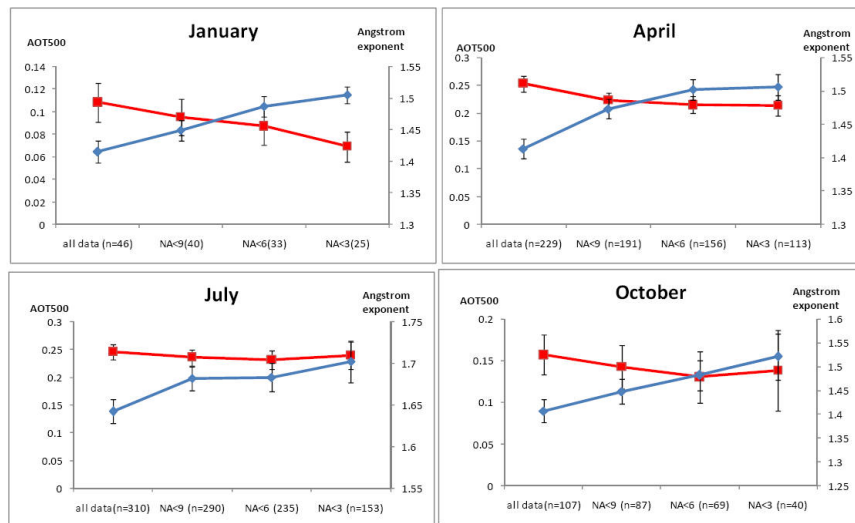 January
AOT500
Angstrom
exponent
0.14
0.12
0.1
0.08
0.06
0.04
0.02
0
1.55
1.5
1.45
1.4
1.35
1.3
all data (n=46) NA<9(40) NA<6(33) NA<3(25)
April
AOT500
Angstrom
exponent
0.3
0.25
0.2
0.15
0.1
0.05
0
1.55
1.5
1.45
1.4
1.35
1.3
all data (n=229) NA<9 (n=191) NA<6 (n=156) NA<3 (n=113)
July
AOT500
Angstrom
exponent
0.3
0.25
0.2
0.15
0.1
0.05
0
1.75
1.7
1.65
1.6
1.55
all data(n=310) NA<9 (n=290) NA<6 (235) NA<3 (n=153)
October
AOT500
Angstrom
exponent
0.2
0.15
0.1
0.05
0
1.6
1.55
1.5
1.45
1.4
1.35
1.3
1.25
all data(n=107) NA<9 (n=87) NA<6 (n=69) NA<3 (n=40)